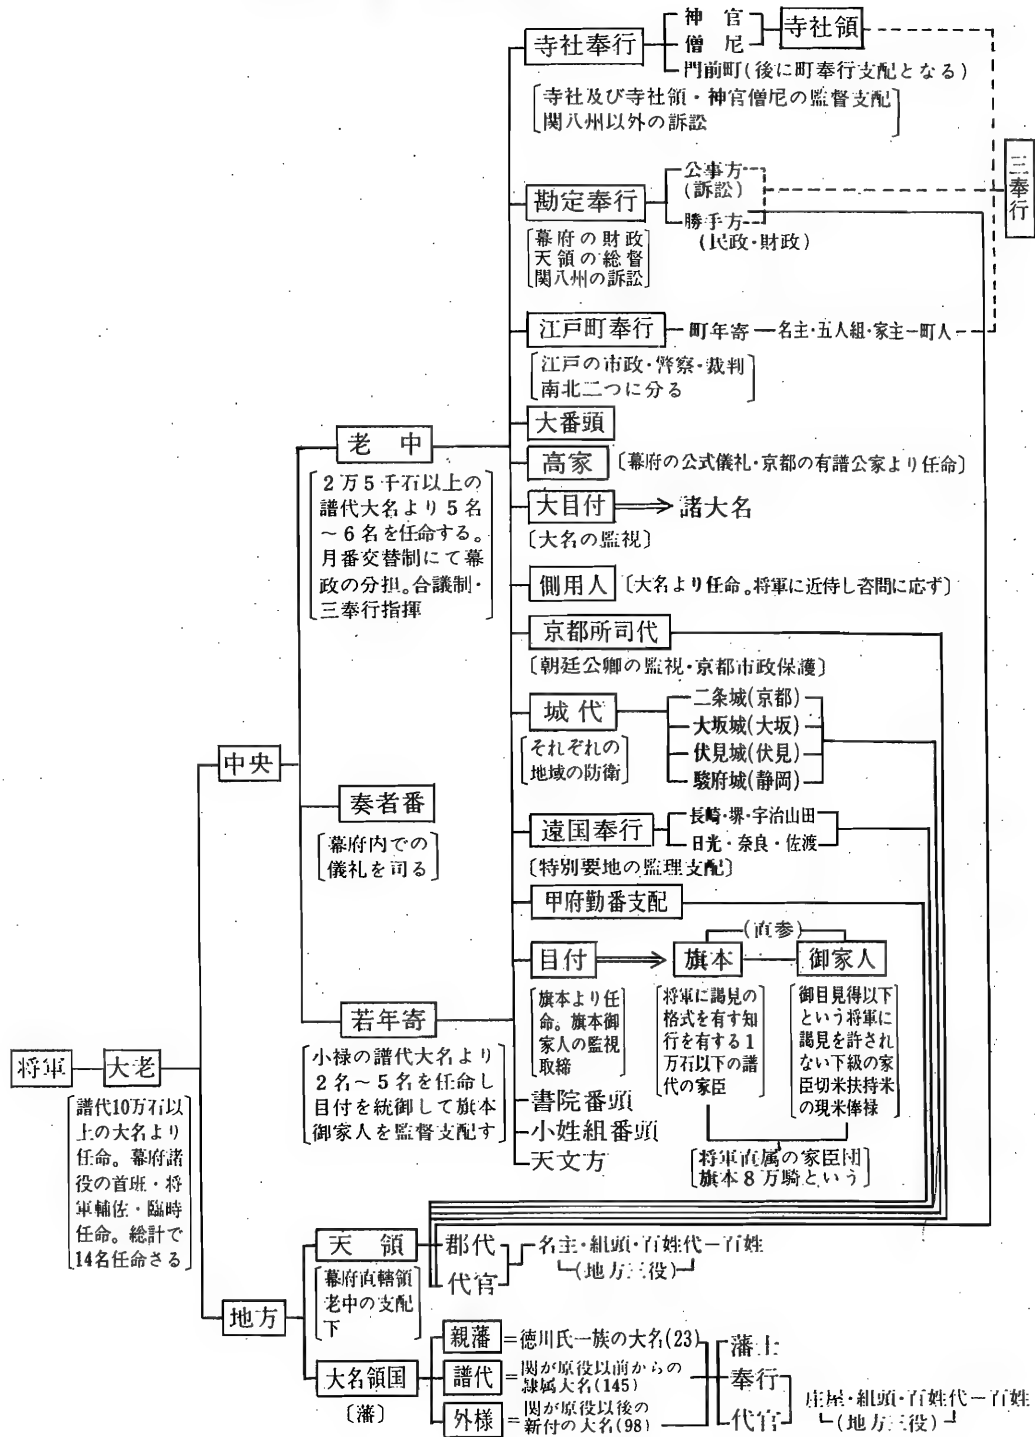 神官
僧尼
寺社領
寺社奉行
門前町(後に町奉行支配となる)
寺社及び寺社領・神官僧尼の監督支配
関八州以外の訴訟
三奉行
公事方
(訴訟)
勘定奉行
勝手方
(民政・財政)
幕府の財政
天領の総督
関八州の訴訟
江戸町奉行
町年寄
名主・五人組・家主ー町人
江戸の市政・警察・裁判
南北二つに分る
大番頭
老中
高家
〔幕府の公式儀礼・京都の有譜公家より任命〕
2万5千石以上の
譜代大名より5名
~6名を任命する。
月番交替制にて幕
政の分担。合議制・
三奉行指揮
大目付
諸大名
〔大名の監視〕
側用人
〔大名より任命。将軍に近侍し咨問に応ず〕
京都所司代
〔朝廷公卿の監視・京都市政保護〕
城代
二条城(京都)
大坂城(大坂)
伏見城(伏見)
駿府城(静岡)
それぞれの
地域の防衛
中央
奏者番
幕府内での
儀礼を司る
遠国奉行
長崎・堺・宇治山田
日光・奈良・佐渡
〔特別要地の監理支配〕
甲府勤番支配
(直参)
目付
旗本
御家人
旗本より任
命。旗本御
家人の監視
取締
将軍に謁見の
格式を有す知
行を有する1
万石以下の譜
代の家臣
御目見得以下
という将軍に
謁見を許され
ない下級の家
臣切米扶持米
の現米俸禄
若年寄
小禄の譜代大名より
2名~5名を任命し
目付を統御して旗本
御家人を監督支配す
書院番頭
小姓組番頭
天文方
将軍直属の家臣団
旗本8万騎という
将軍
大老
譜代10万石以
上の大名より
任命。幕府諸
役の首班・将
軍輔佐・臨時
任命。総計で
14名任命さる
天領
郡代
代官
名主・組頭・百姓代ー百姓
(地方三役)
幕府直轄領
老中の支配
下
地方
親藩
=徳川氏一族の大名(23)
大名領国
〔藩〕
譜代
=関が原役以前からの
隷属大名(145)
外様
=関が原役以後の
新付の大名(98)
藩士
奉行
代官
庄屋・組頭・百姓代ー百姓
(地方三役)